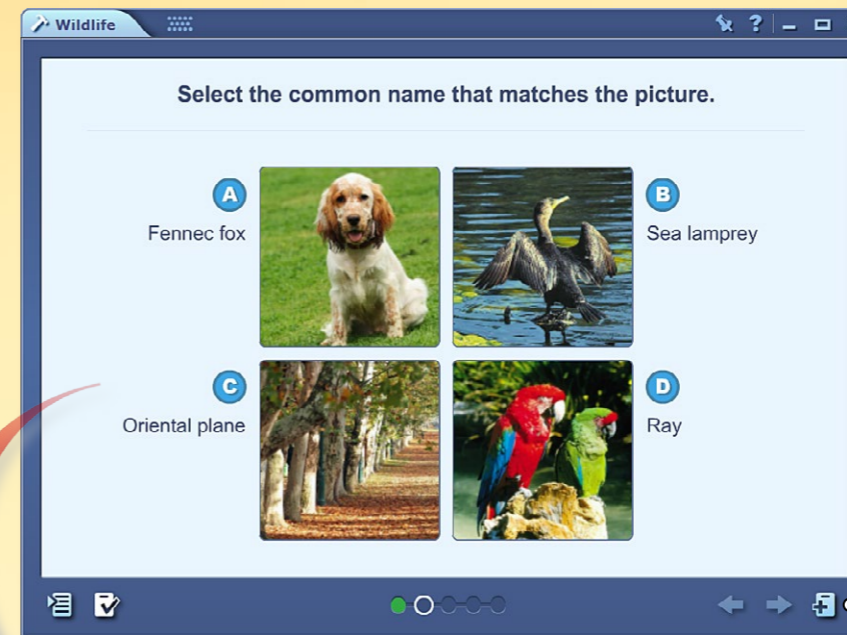 Wildlife
?
Select the common name that matches the picture.
A
Fennec fox
B
Sea lamprey
C
Oriental plane
D
Ray